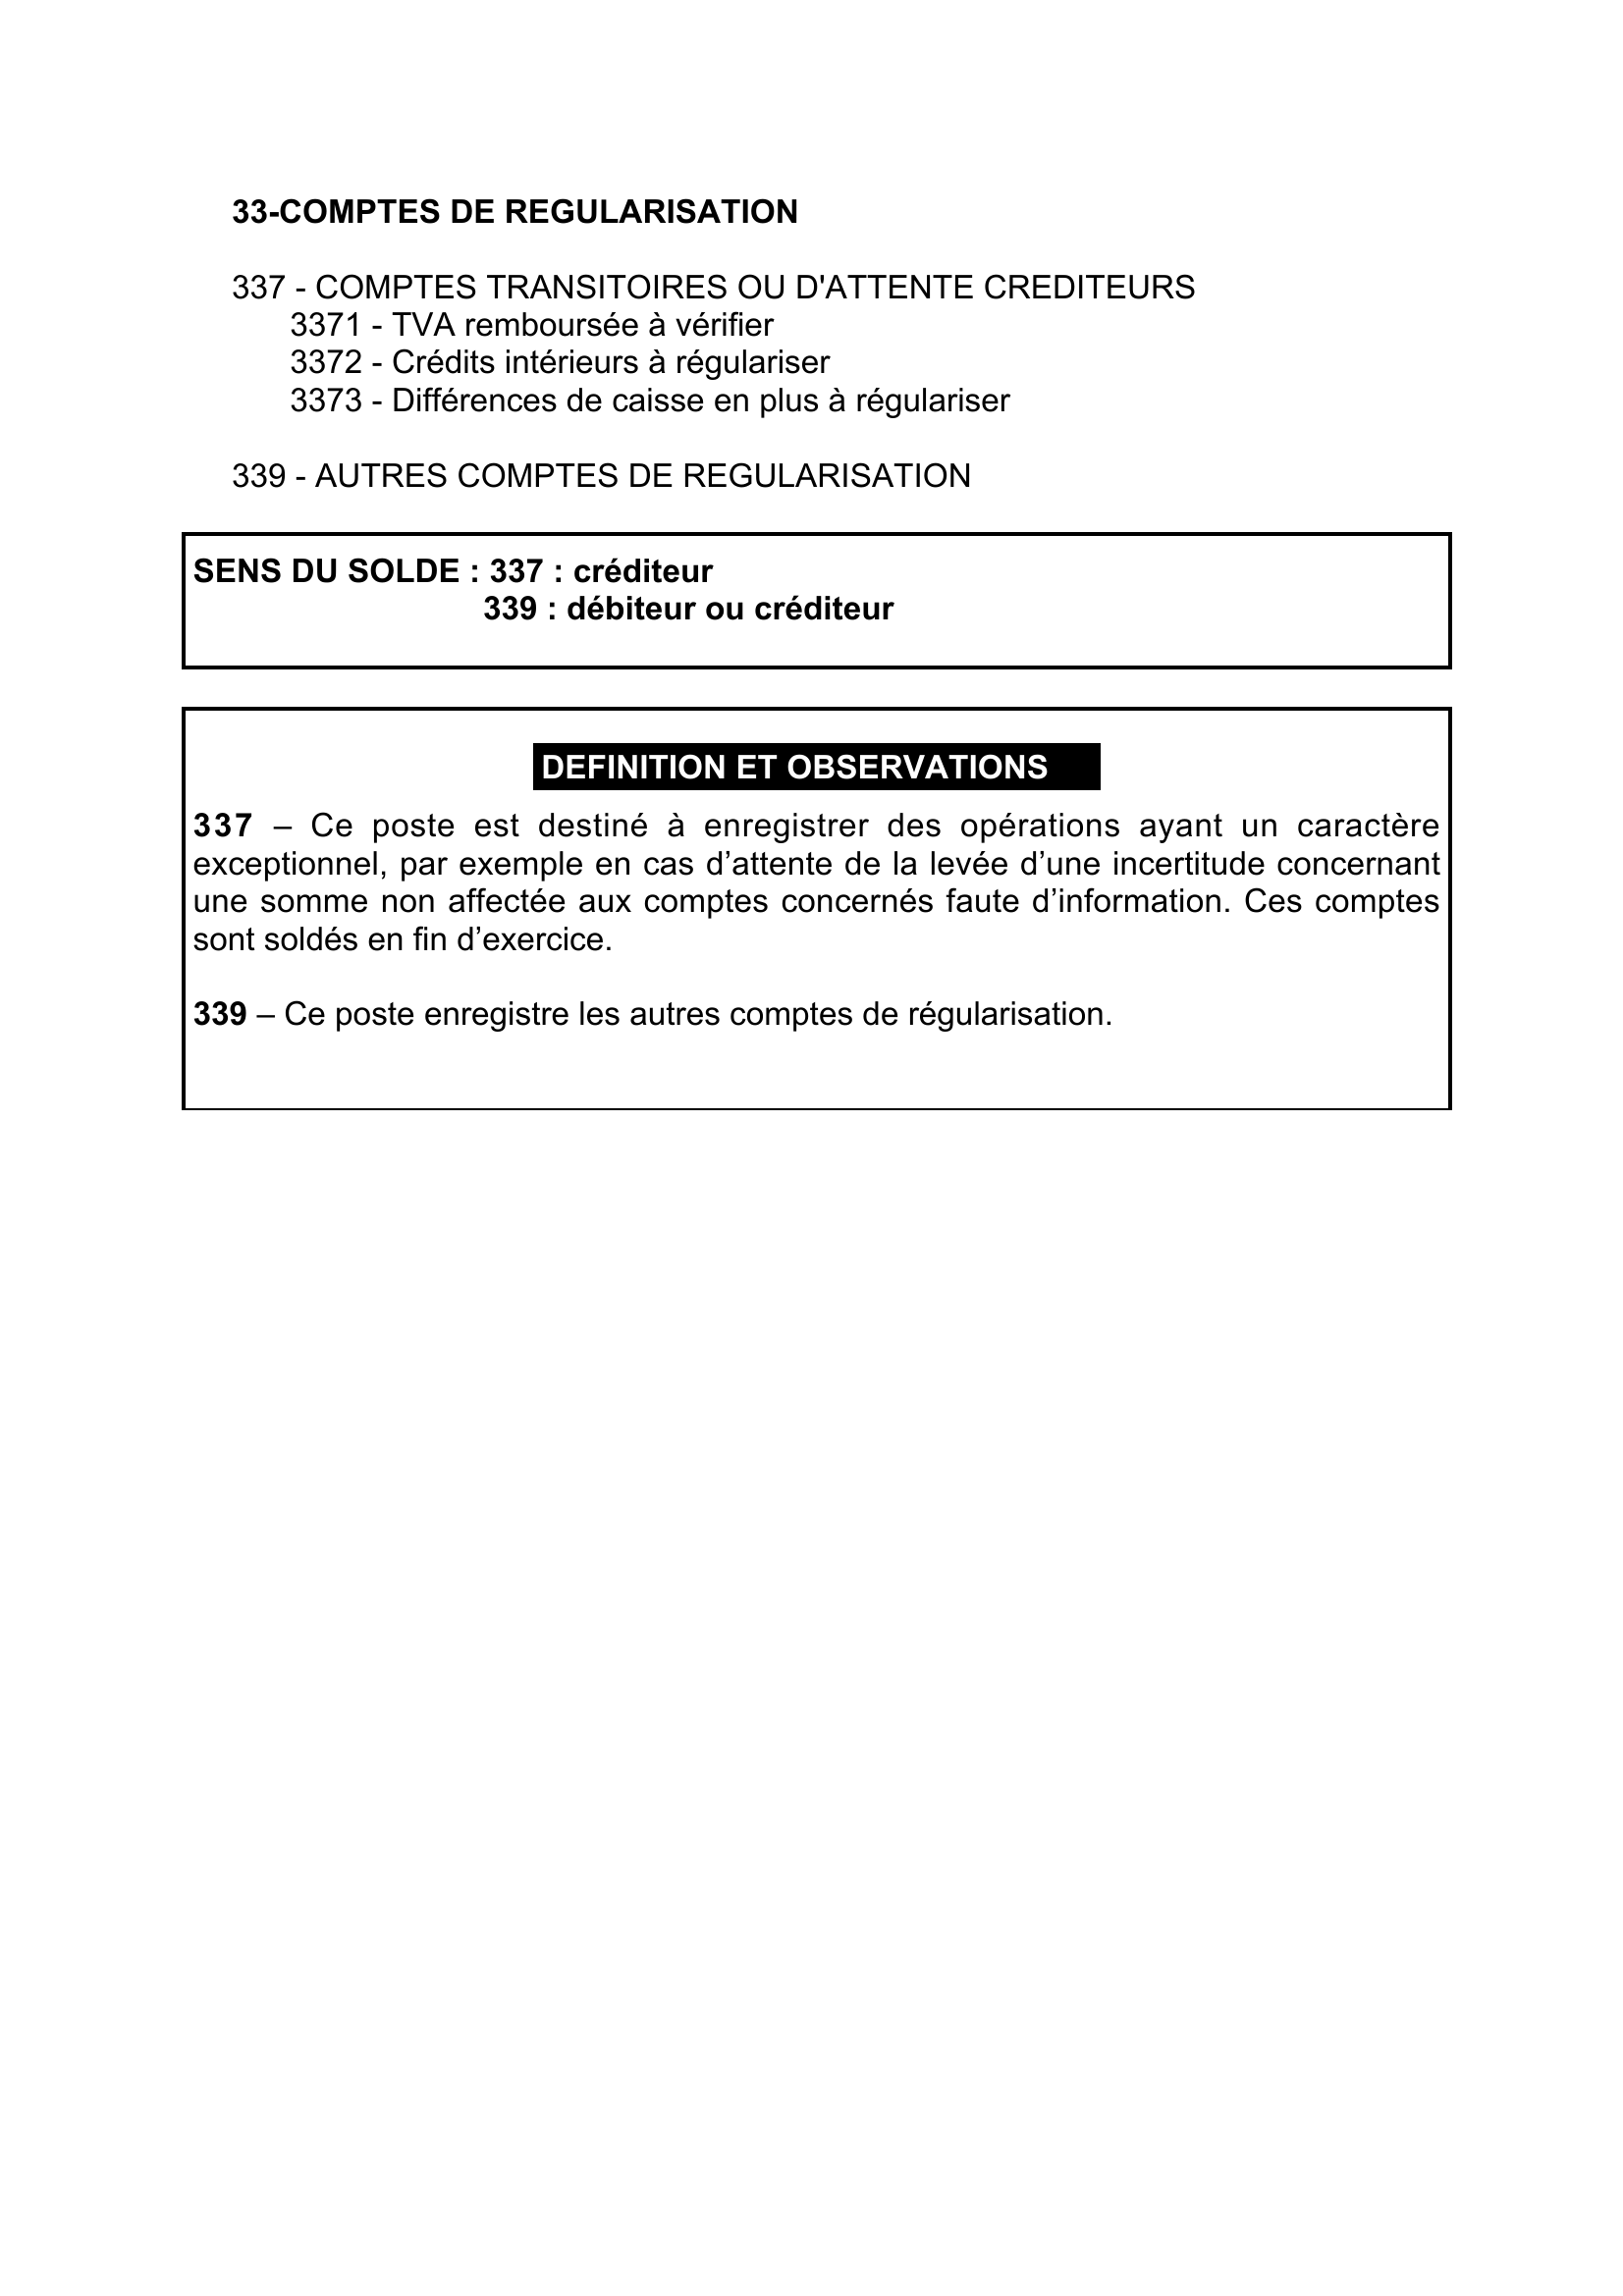 33-COMPTES DE REGULARISATION
337 - COMPTES TRANSITOIRES OU D'ATTENTE CREDITEURS
3371 - TVA remboursée à vérifier
3372 - Crédits intérieurs à régulariser
3373 - Différences de caisse en plus à régulariser
339 - AUTRES COMPTES DE REGULARISATION
SENS DU SOLDE : 337 : créditeur
339 : débiteur ou créditeur
DEFINITION ET OBSERVATIONS
337 – Ce poste est destiné à enregistrer des opérations ayant un caractère
exceptionnel, par exemple en cas d’attente de la levée d’une incertitude concernant
une somme non affectée aux comptes concernés faute d’information. Ces comptes
sont soldés en fin d’exercice.
339 – Ce poste enregistre les autres comptes de régularisation.